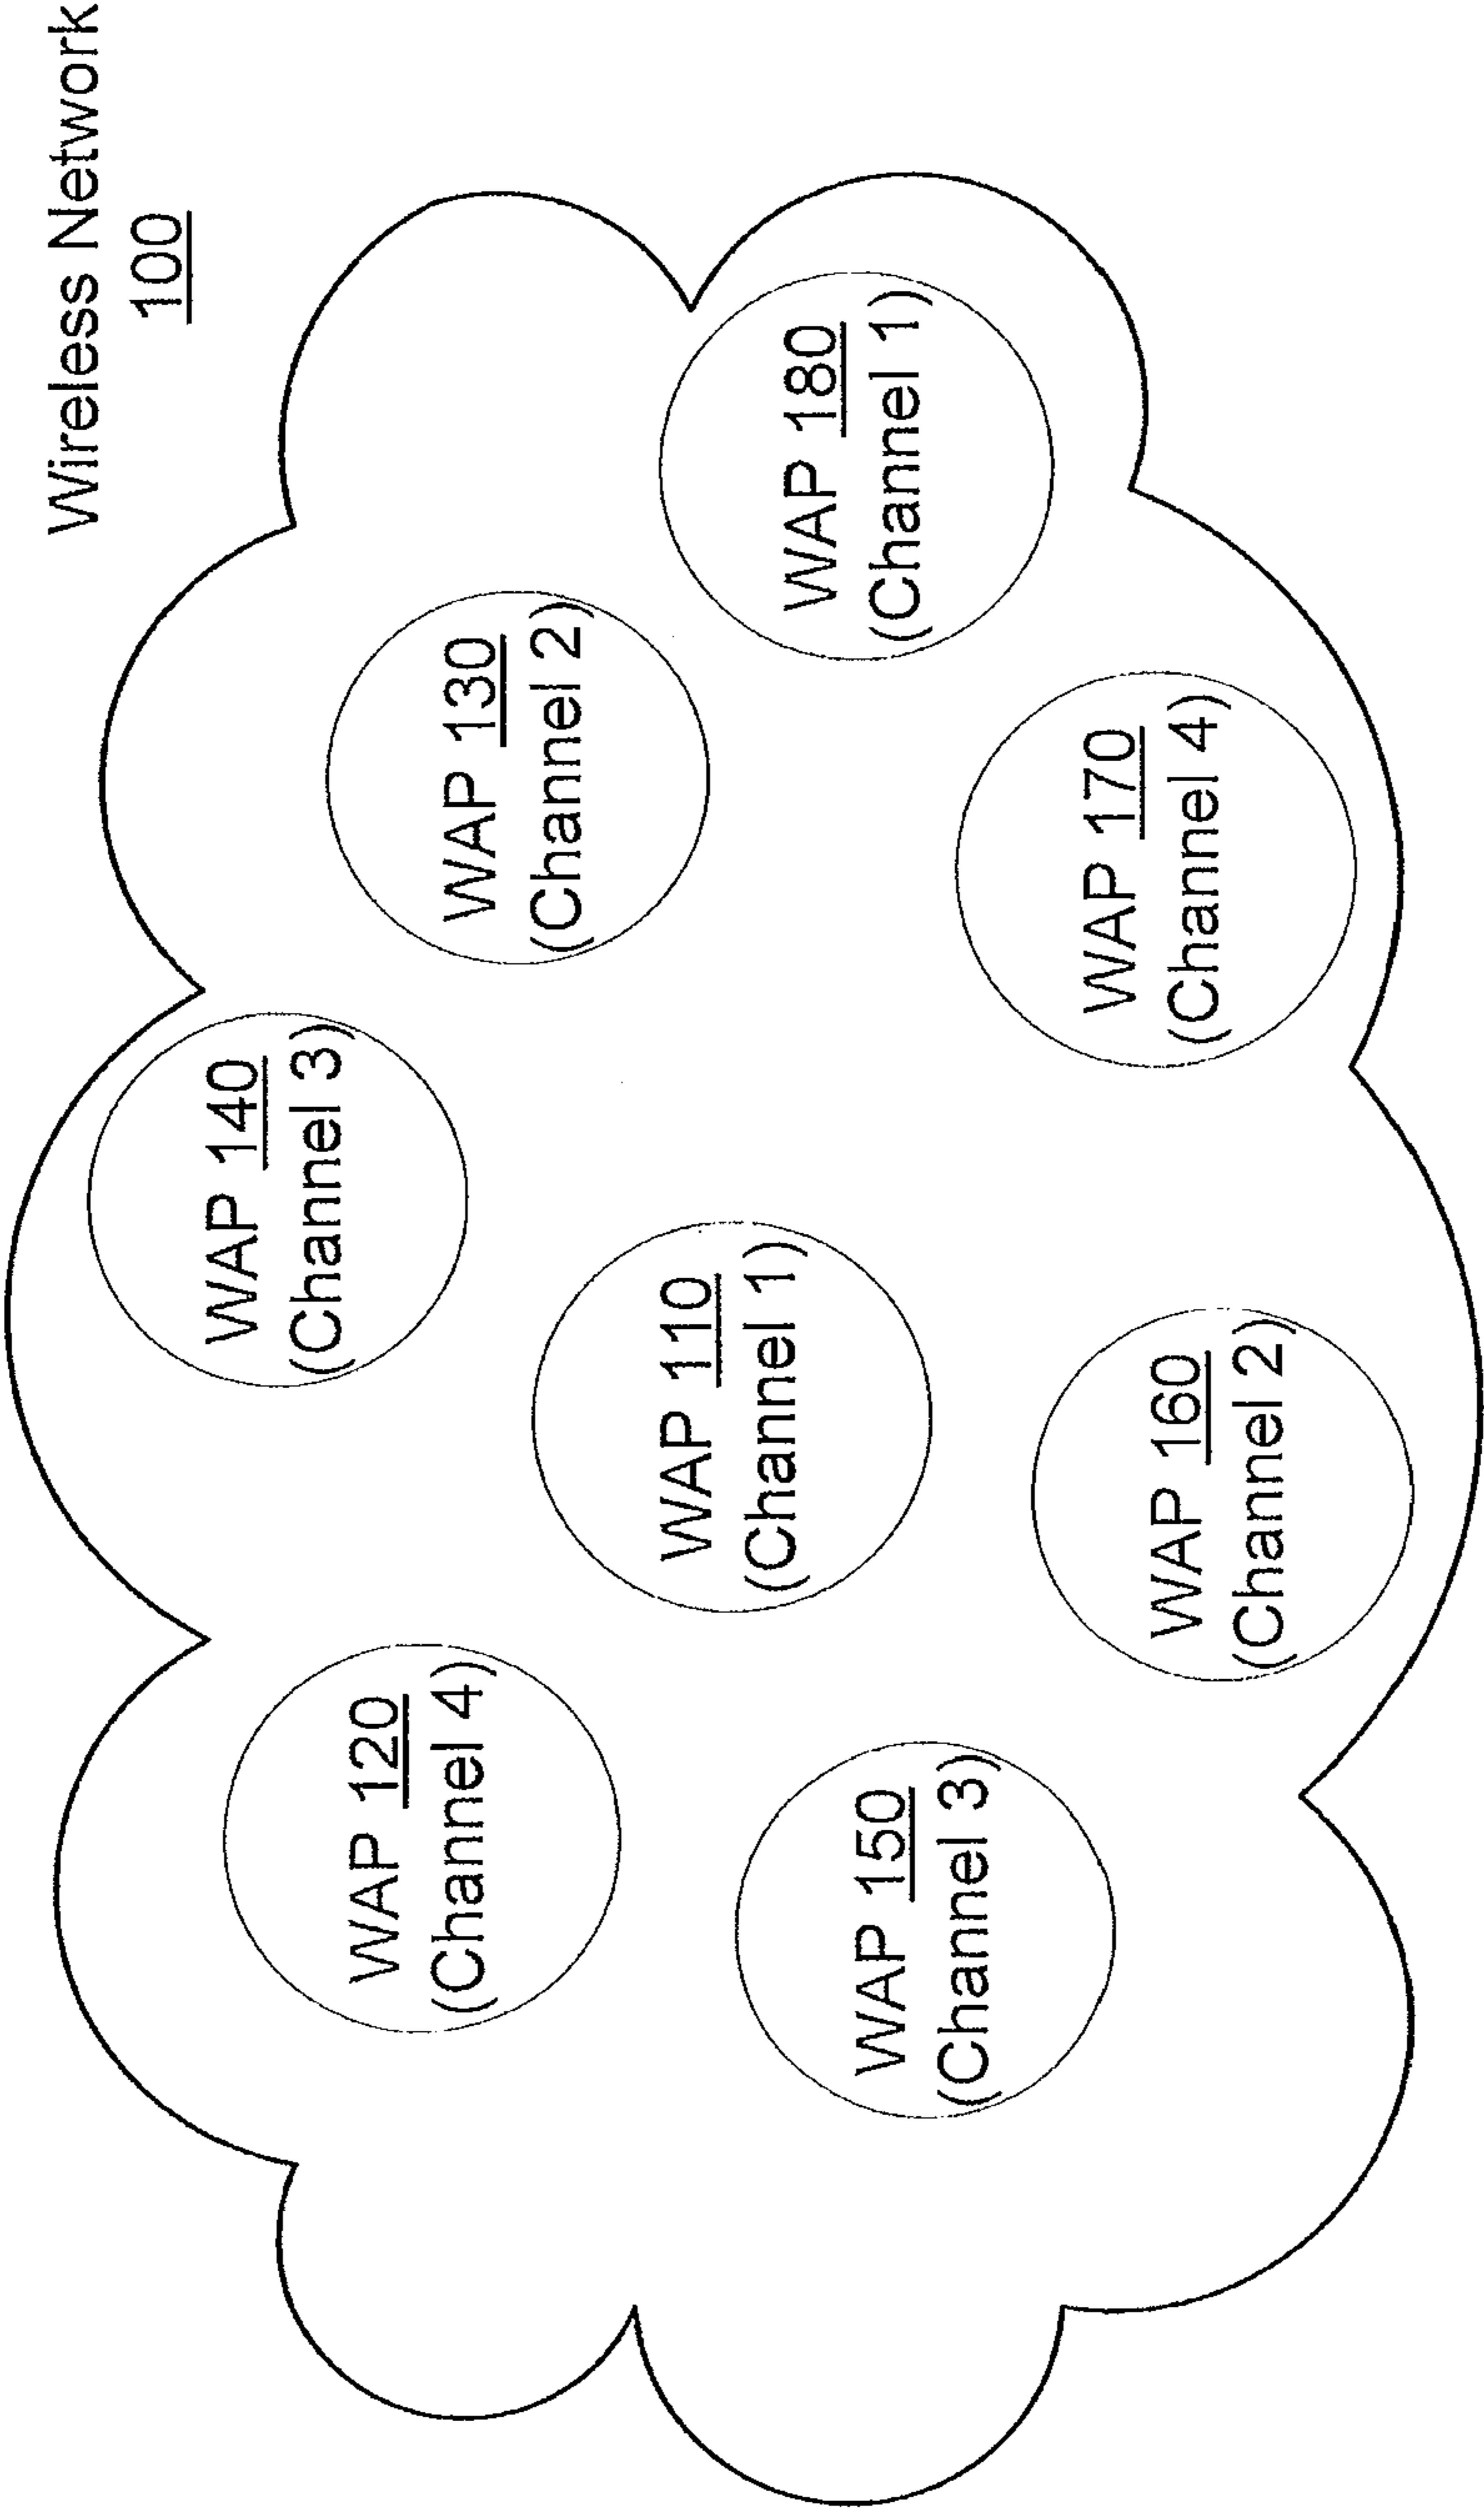 Wireless Network
100
WAP 140
(Channel 3)
WAP 120
(Channel 4)
WAP 130
(Channel 2)
WAP 110
(Channel 1)
WAP 180
(Channel 1)
WAP 150
(Channel 3)
WAP 170
(Channel 4)
WAP 160
(Channel 2)